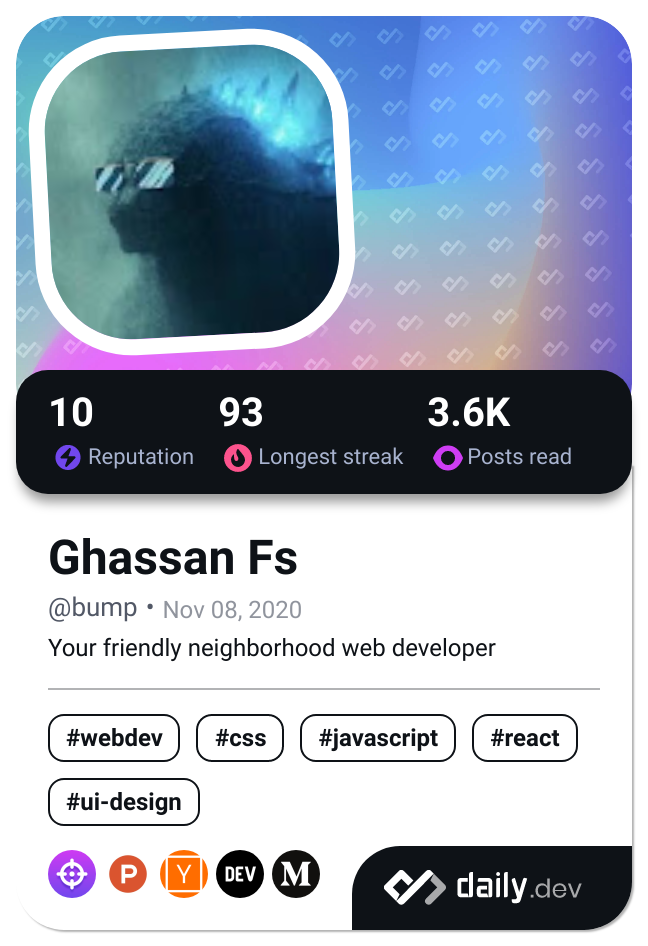 10 93 3.6K
Reputation Longest streak Posts read
Ghassan Fs
@bump • Nov 08, 2020
Your friendly neighborhood web developer
#webdev #css #javascript #react
#ui-design
P Y DEV M daily.dev